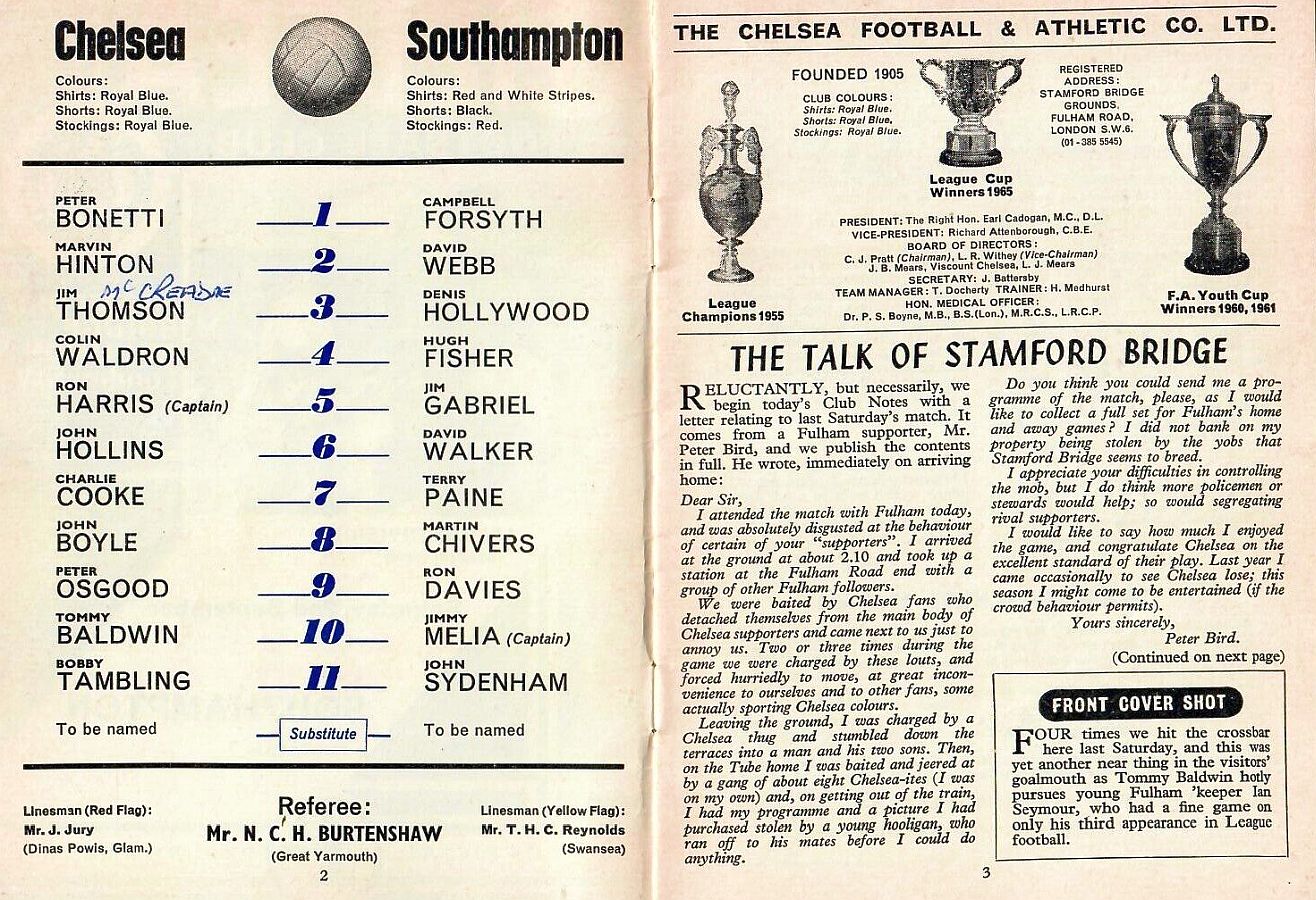 Chelsea
Colours:
Shirts: Royal Blue.
Shorts: Royal Blue.
Stockings: Royal Blue.
Southampton
Colours:
Shirts: Red and White Stripes.
Shorts: Black.
Stockings: Red.
PETER
BONETTI
1
CAMPBELL
FORSYTH
MARVIN
HINTON
2
DAVID
WEBB
McCREADIE
JIM
THOMSON
3
DENIS
HOLLYWOOD
COLIN
WALDRON
4
HUGH
FISHER
RON
HARRIS (Captain)
5
JIM
GABRIEL
JOHN
HOLLINS
6
DAVID
WALKER
CHARLIE
COOKE
7
TERRY
PAINE
JOHN
BOYLE
8
MARTIN
CHIVERS
PETER
OSGOOD
9
RON
DAVIES
TOMMY
BALDWIN
10
JIMMY
MELIA (Captain)
BOBBY
TAMBLING
11
JOHN
SYDENHAM
To be named
Substitute
To be named
Linesman (Red Flag):
Mr. J. Jury
(Dinas Powis, Glam.)
Referee:
Mr. N. C. H. BURTENSHAW
(Great Yarmouth)
Linesman (Yellow Flag):
Mr. T. H. C. Reynolds
(Swansea)
2
THE CHELSEA FOOTBALL & ATHLETIC CO. LTD.
FOUNDED 1905
CLUB COLOURS:
Shirts: Royal Blue.
Shorts: Royal Blue,
Stockings: Royal Blue.
REGISTERED
ADDRESS:
STAMFORD BRIDGE
GROUNDS,
FULHAM ROAD,
LONDON S.W.6.
(01-385 5545)
League Cup
Winners 1965
PRESIDENT: The Right Hon. Earl Cadogan, M.C., D.L.
VICE-PRESIDENT: Richard Attenborough, C.B.E.
BOARD OF DIRECTORS:
C. J. Pratt (Chairman), L. R. Withey (Vice-Chairman)
J. B. Mears, Viscount Chelsea, L. J. Mears
SECRETARY: J. Battersby
TEAM MANAGER: T. Docherty TRAINER: H. Medhurst
HON. MEDICAL OFFICER:
Dr. P. S. Boyne, M.B., B.S.(Lon.), M.R.C.S., L.R.C.P.
League
Champions 1955
F.A. Youth Cup
Winners 1960, 1961
THE TALK OF STAMFORD BRIDGE
RELUCTANTLY, but necessarily, we
begin today's Club Notes with a
letter relating to last Saturday's match. It
comes from a Fulham supporter, Mr.
Peter Bird, and we publish the contents
in full. He wrote, immediately on arriving
home:
Dear Sir,
I attended the match with Fulham today,
and was absolutely disgusted at the behaviour
of certain of your "supporters". I arrived
at the ground at about 2.10 and took up a
station at the Fulham Road end with a
group of other Fulham followers.
We were baited by Chelsea fans who
detached themselves from the main body of
Chelsea supporters and came next to us just to
annoy us. Two or three times during the
game we were charged by these louts, and
forced hurriedly to move, at great incon-
venience to ourselves and to other fans, some
actually sporting Chelsea colours.
Leaving the ground, I was charged by a
Chelsea thug and stumbled down the
terraces into a man and his two sons. Then,
on the Tube home I was baited and jeered at
by a gang of about eight Chelsea-ites (I was
on my own) and, on getting out of the train,
I had my programme and a picture I had
purchased stolen by a young hooligan, who
ran off to his mates before I could do
anything.
Do you think you could send me a pro-
gramme of the match, please, as I would
like to collect a full set for Fulham's home
and away games? I did not bank on my
property being stolen by the yobs that
Stamford Bridge seems to breed.
I appreciate your difficulties in controlling
the mob, but I do think more policemen or
stewards would help; so would segregating
rival supporters.
I would like to say how much I enjoyed
the game, and congratulate Chelsea on the
excellent standard of their play. Last year I
came occasionally to see Chelsea lose; this
season I might come to be entertained (if the
crowd behaviour permits).
Yours sincerely,
Peter Bird.
(Continued on next page)
FRONT COVER SHOT
FOUR times we hit the crossbar
here last Saturday, and this was
yet another near thing in the visitors'
goalmouth as Tommy Baldwin hotly
pursues young Fulham 'keeper Ian
Seymour, who had a fine game on
only his third appearance in League
football.
3